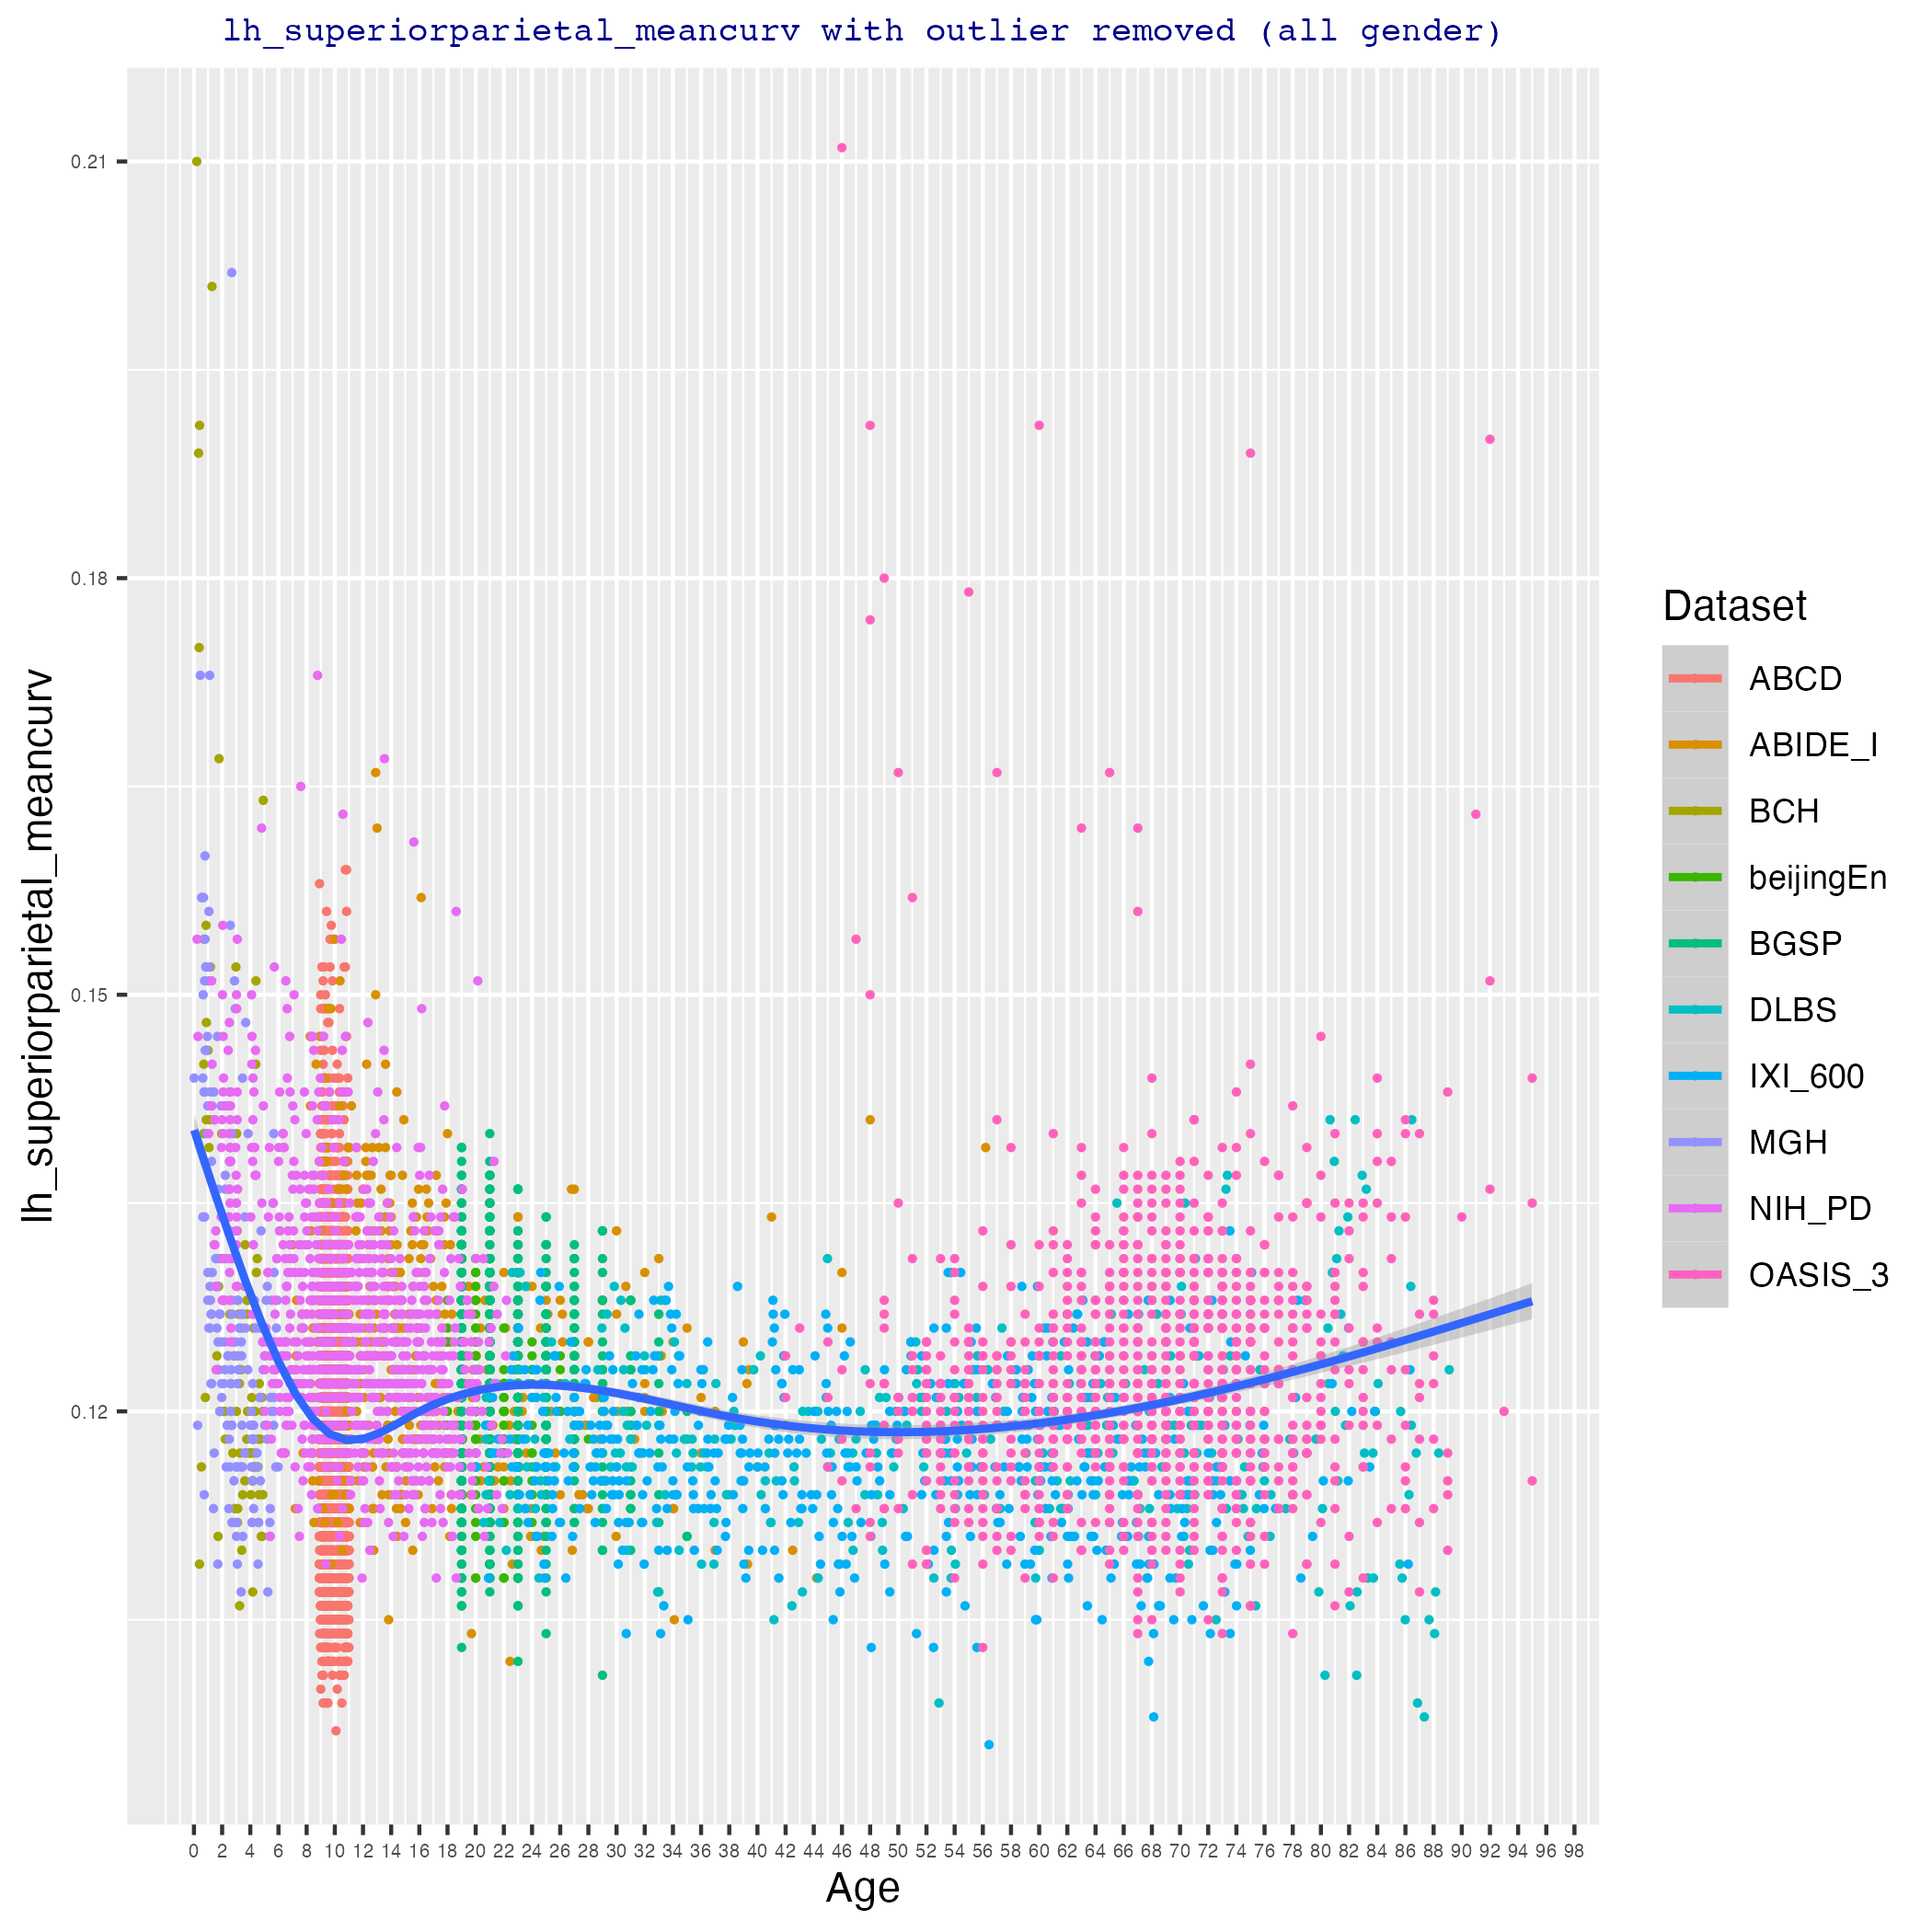 lh_superiorparietal_meancurv with outlier removed (all gender)
lh_superiorparietal_meancurv
0.21
0.18
0.15
0.12
0 2 4 6 8 10 12 14 16 18 20 22 24 26 28 30 32 34 36 38 40 42 44 46 48 50 52 54 56 58 60 62 64 66 68 70 72 74 76 78 80 82 84 86 88 90 92 94 96 98
Age
Dataset
ABCD
ABIDE_I
BCH
beijingEn
BGSP
DLBS
IXI_600
MGH
NIH_PD
OASIS_3